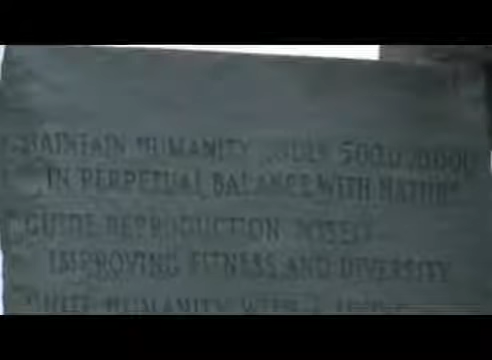 MAINTAIN HUMANITY UNDER 500,000,000
IN PERPETUAL BALANCE WITH NATURE
GUIDE REPRODUCTION WISELY
IMPROVING FITNESS AND DIVERSITY
UNITE HUMANITY WITH A